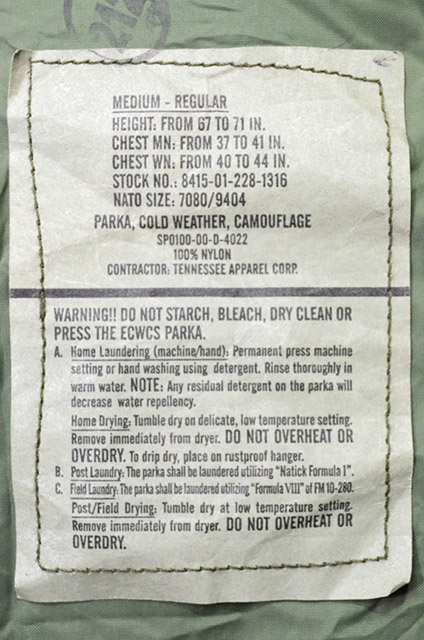 212
MEDIUM - REGULAR
HEIGHT: FROM 67 TO 71 IN.
CHEST MN: FROM 37 TO 41 IN.
CHEST WN: FROM 40 TO 44 IN.
STOCK NO.: 8415-01-228-1316
NATO SIZE: 7080/9404
PARKA, COLD WEATHER, CAMOUFLAGE
SPO100-00-D-4022
100% NYLON
CONTRACTOR: TENNESSEE APPAREL CORP.
WARNING!! DO NOT STARCH, BLEACH, DRY CLEAN OR
PRESS THE ECWCS PARKA.
A. Home Laundering (machine/hand): Permanent press machine
setting or hand washing using detergent. Rinse thoroughly in
warm water. NOTE: Any residual detergent on the parka will
decrease water repellency.
Home Drying: Tumble dry on delicate, low temperature setting.
Remove immediately from dryer. DO NOT OVERHEAT OR
OVERDRY. To drip dry, place on rustproof hanger.
B. Post Laundry: The parka shall be laundered utilizing "Natick Formula I".
C. Field Laundry: The parka shall be laundered utilizing "Formula VIII" of FM 10-280.
Post/Field Drying: Tumble dry at low temperature setting.
Remove immediately from dryer. DO NOT OVERHEAT OR
OVERDRY.